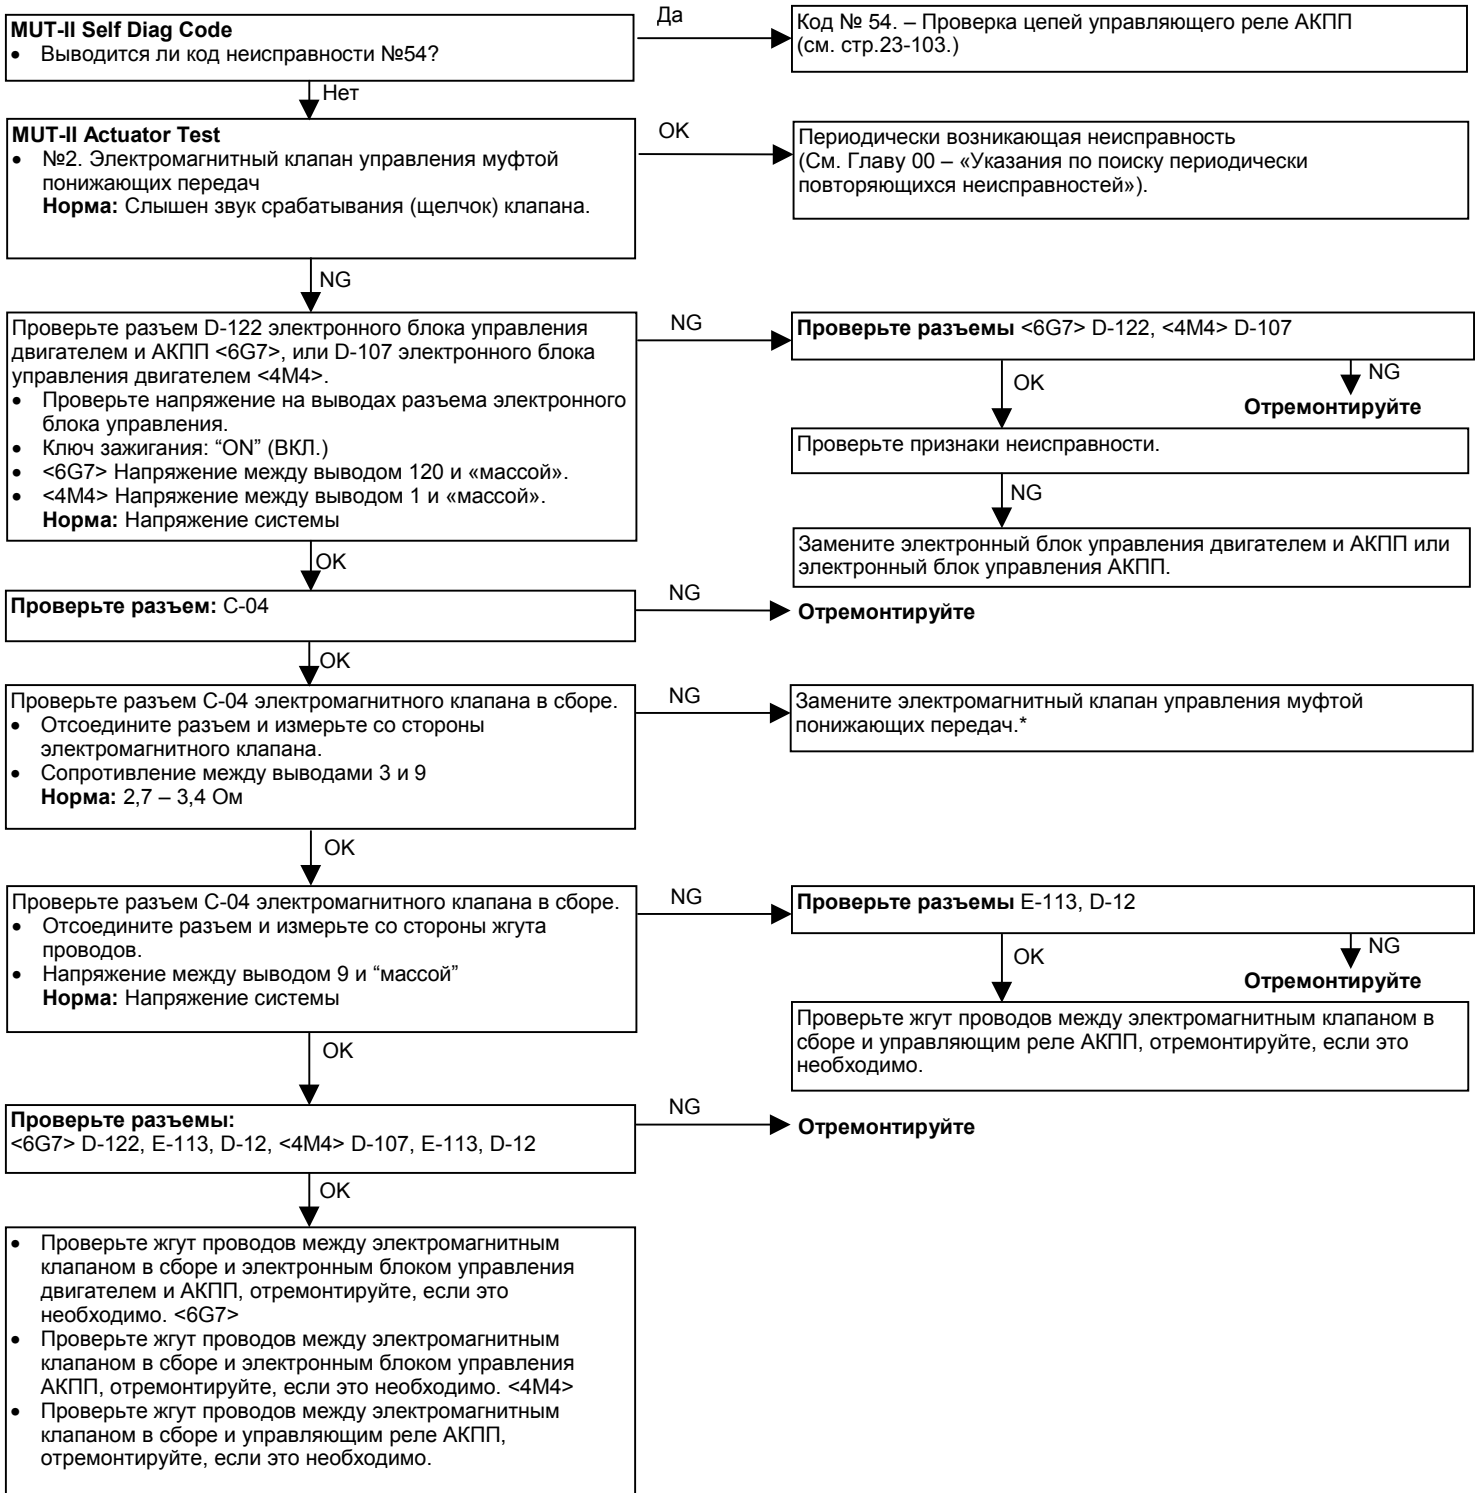 MUT-II Self Diag Code
• Выводится ли код неисправности №54?
Да
Код № 54. – Проверка цепей управляющего реле АКПП
(см. стр.23-103.)
Нет
MUT-II Actuator Test
• №2. Электромагнитный клапан управления муфтой
понижающих передач
Норма: Слышен звук срабатывания (щелчок) клапана.
OK
Периодически возникающая неисправность
(См. Главу 00 – «Указания по поиску периодически
повторяющихся неисправностей»).
NG
Проверьте разъем D-122 электронного блока управления
двигателем и АКПП <6G7>, или D-107 электронного блока
управления двигателем <4M4>.
• Проверьте напряжение на выводах разъема электронного
блока управления.
• Ключ зажигания: “ON” (ВКЛ.)
• <6G7> Напряжение между выводом 120 и «массой».
• <4M4> Напряжение между выводом 1 и «массой».
Норма: Напряжение системы
NG
Проверьте разъемы <6G7> D-122, <4M4> D-107
OK
NG
Отремонтируйте
Проверьте признаки неисправности.
NG
Замените электронный блок управления двигателем и АКПП или
электронный блок управления АКПП.
OK
Проверьте разъем: C-04
NG
Отремонтируйте
OK
Проверьте разъем C-04 электромагнитного клапана в сборе.
• Отсоедините разъем и измерьте со стороны
электромагнитного клапана.
• Сопротивление между выводами 3 и 9
Норма: 2,7 – 3,4 Ом
NG
Замените электромагнитный клапан управления муфтой
понижающих передач.*
OK
Проверьте разъем C-04 электромагнитного клапана в сборе.
• Отсоедините разъем и измерьте со стороны жгута
проводов.
• Напряжение между выводом 9 и “массой”
Норма: Напряжение системы
NG
Проверьте разъемы E-113, D-12
OK
NG
Отремонтируйте
Проверьте жгут проводов между электромагнитным клапаном в
сборе и управляющим реле АКПП, отремонтируйте, если это
необходимо.
OK
Проверьте разъемы:
<6G7> D-122, E-113, D-12, <4M4> D-107, E-113, D-12
NG
Отремонтируйте
OK
• Проверьте жгут проводов между электромагнитным
клапаном в сборе и электронным блоком управления
двигателем и АКПП, отремонтируйте, если это
необходимо. <6G7>
• Проверьте жгут проводов между электромагнитным
клапаном в сборе и электронным блоком управления
АКПП, отремонтируйте, если это необходимо. <4M4>
• Проверьте жгут проводов между электромагнитным
клапаном в сборе и управляющим реле АКПП,
отремонтируйте, если это необходимо.